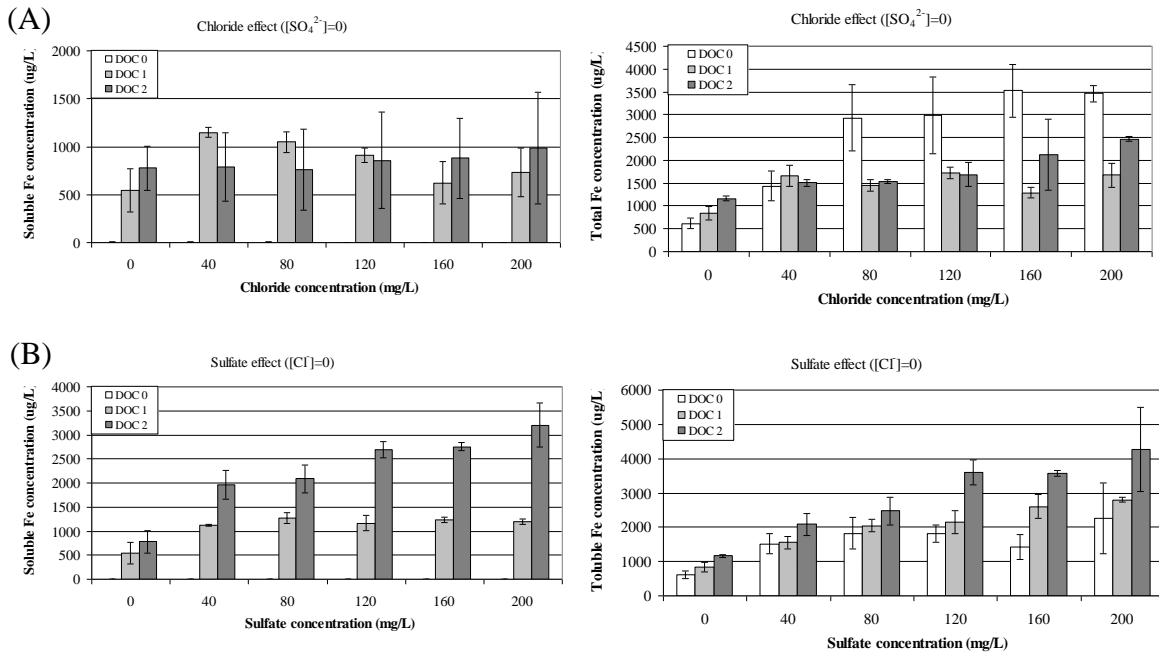 (A)
Chloride effect ([SO₄²⁻]=0)
Soluble Fe concentration (ug/L)
2000
1500
1000
500
0
DOC 0
DOC 1
DOC 2
0 40 80 120 160 200
Chloride concentration (mg/L)
Chloride effect ([SO₄²⁻]=0)
Total Fe concentration (ug/L)
4500
4000
3500
3000
2500
2000
1500
1000
500
0
DOC 0
DOC 1
DOC 2
0 40 80 120 160 200
Chloride concentration (mg/L)
(B)
Sulfate effect ([Cl⁻]=0)
Soluble Fe concentration (ug/L)
4000
3500
3000
2500
2000
1500
1000
500
0
DOC 0
DOC 1
DOC 2
0 40 80 120 160 200
Sulfate concentration (mg/L)
Sulfate effect ([Cl⁻]=0)
Toluble Fe concentration (ug/L)
6000
5000
4000
3000
2000
1000
0
DOC 0
DOC 1
DOC 2
0 40 80 120 160 200
Sulfate concentration (mg/L)